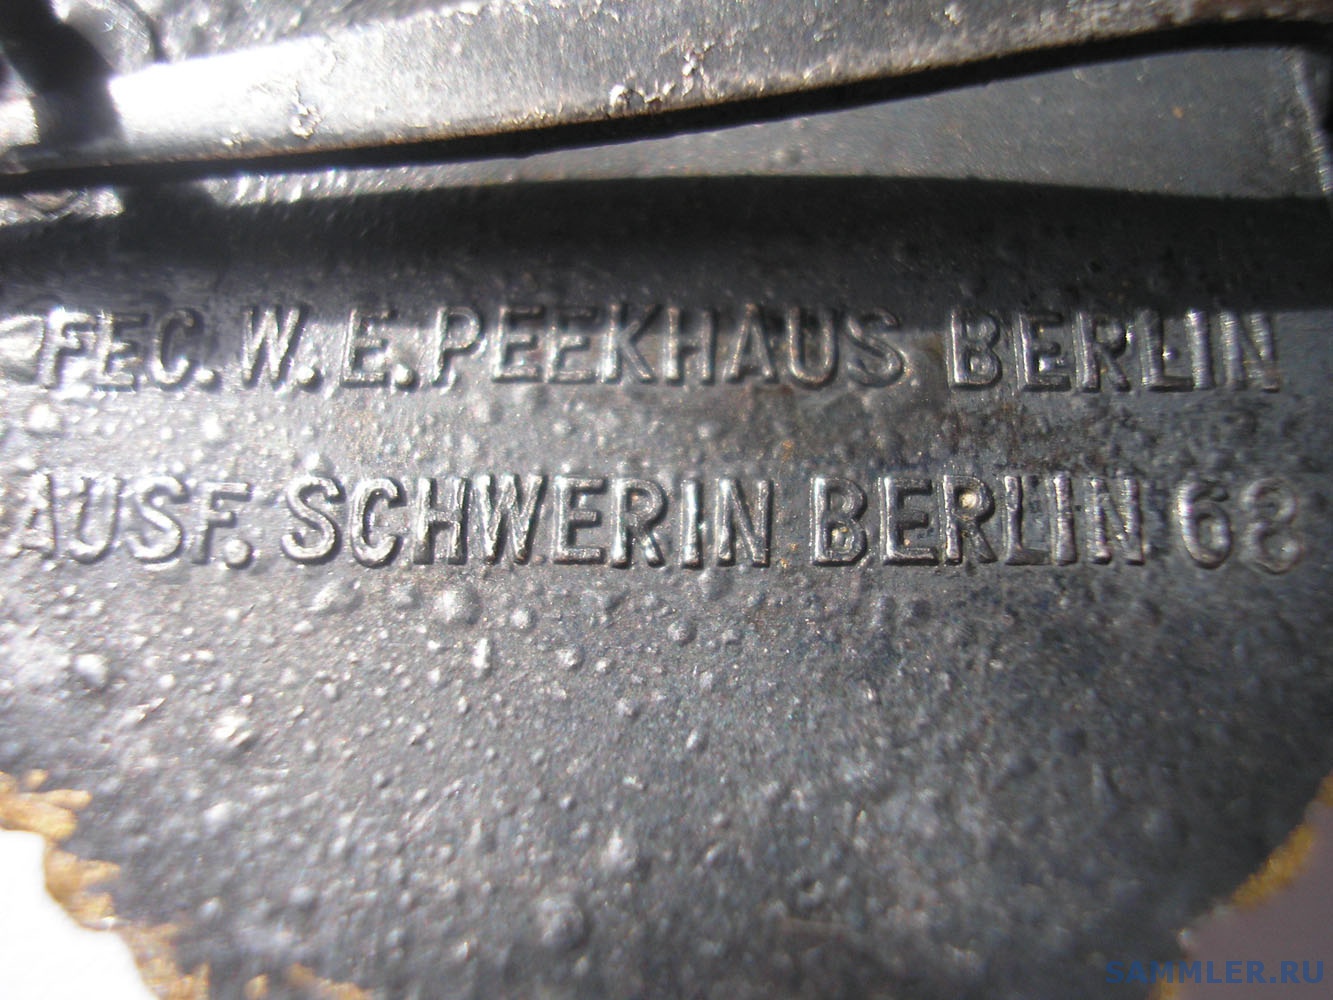 FEC. W. E. PEEKHAUS BERLIN
AUSF. SCHWERIN BERLIN 68
SAMMLER.RU